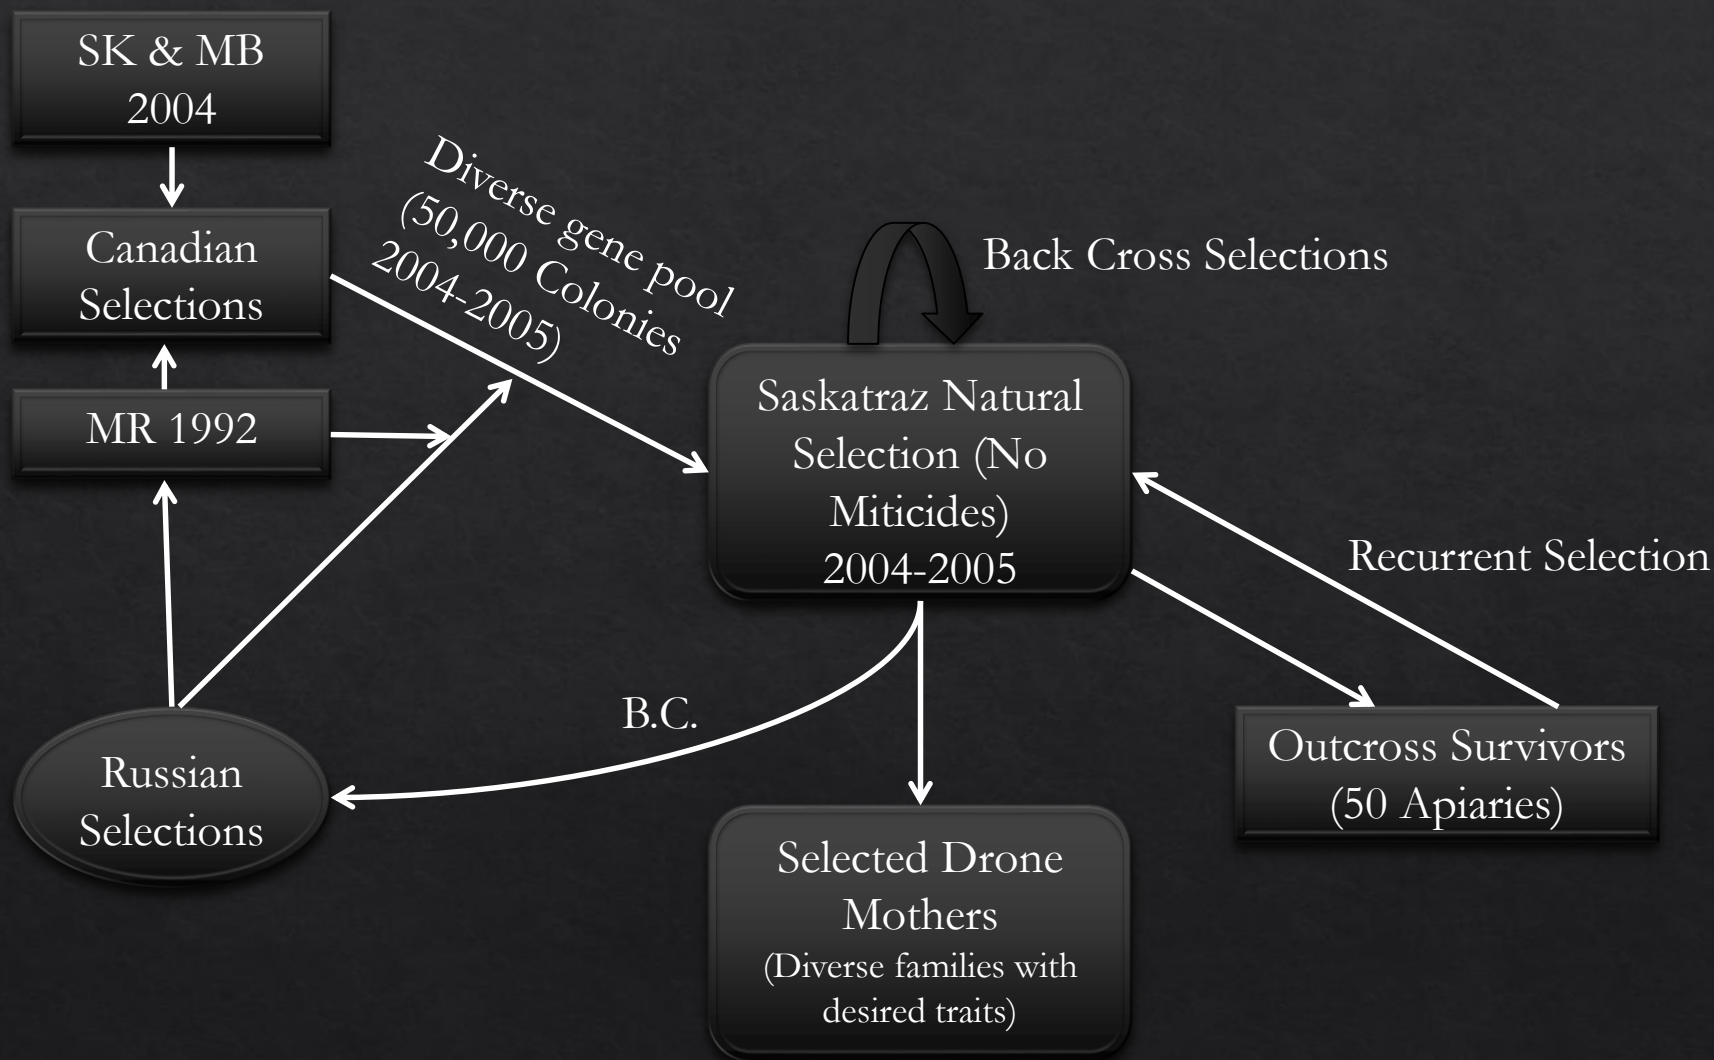 SK & MB
2004
Canadian
Selections
MR 1992
Russian
Selections
Diverse gene pool
(50,000 Colonies
2004-2005)
Back Cross Selections
Saskatraz Natural
Selection (No
Miticides)
2004-2005
Recurrent Selection
B.C.
Outcross Survivors
(50 Apiaries)
Selected Drone
Mothers
(Diverse families with
desired traits)